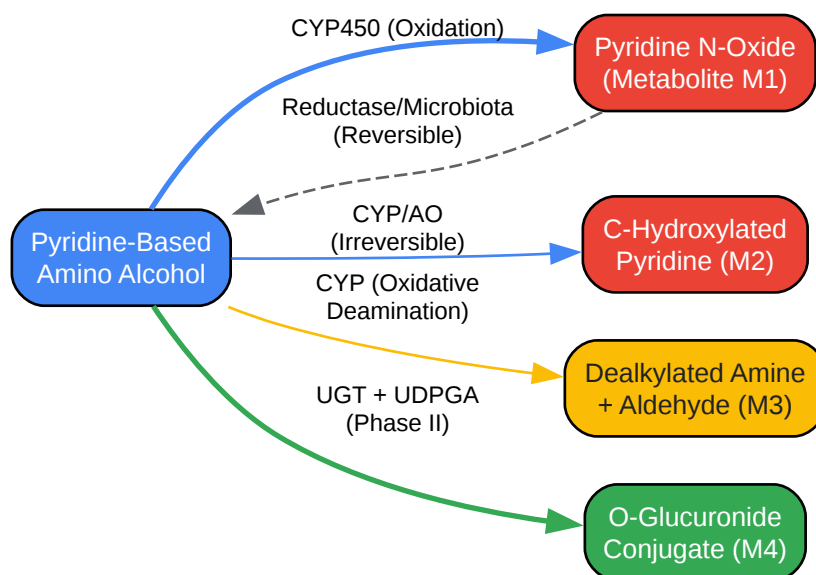 CYP450 (Oxidation)
Pyridine N-Oxide
(Metabolite M1)
Reductase/Microbiota
(Reversible)
Pyridine-Based
Amino Alcohol
CYP/AO
(Irreversible)
C-Hydroxylated
Pyridine (M2)
CYP (Oxidative
Deamination)
Dealkylated Amine
+ Aldehyde (M3)
UGT + UDPGA
(Phase II)
O-Glucuronide
Conjugate (M4)